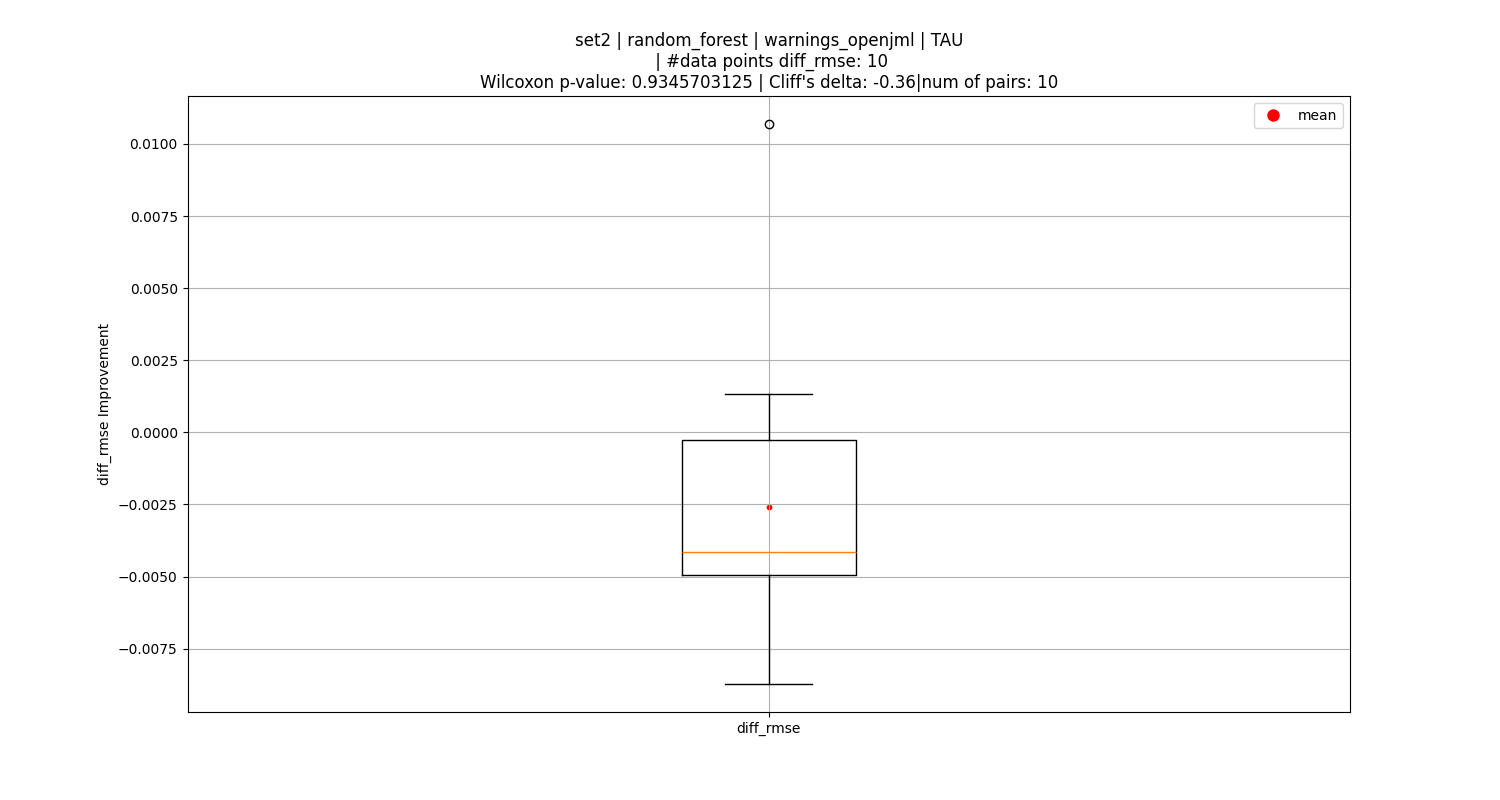 set2 | random_forest | warnings_openjml | TAU
| #data points diff_rmse: 10
Wilcoxon p-value: 0.9345703125 | Cliff's delta: -0.36|num of pairs: 10
mean
0.0100
0.0075
0.0050
0.0025
0.0000
−0.0025
−0.0050
−0.0075
diff_rmse Improvement
diff_rmse